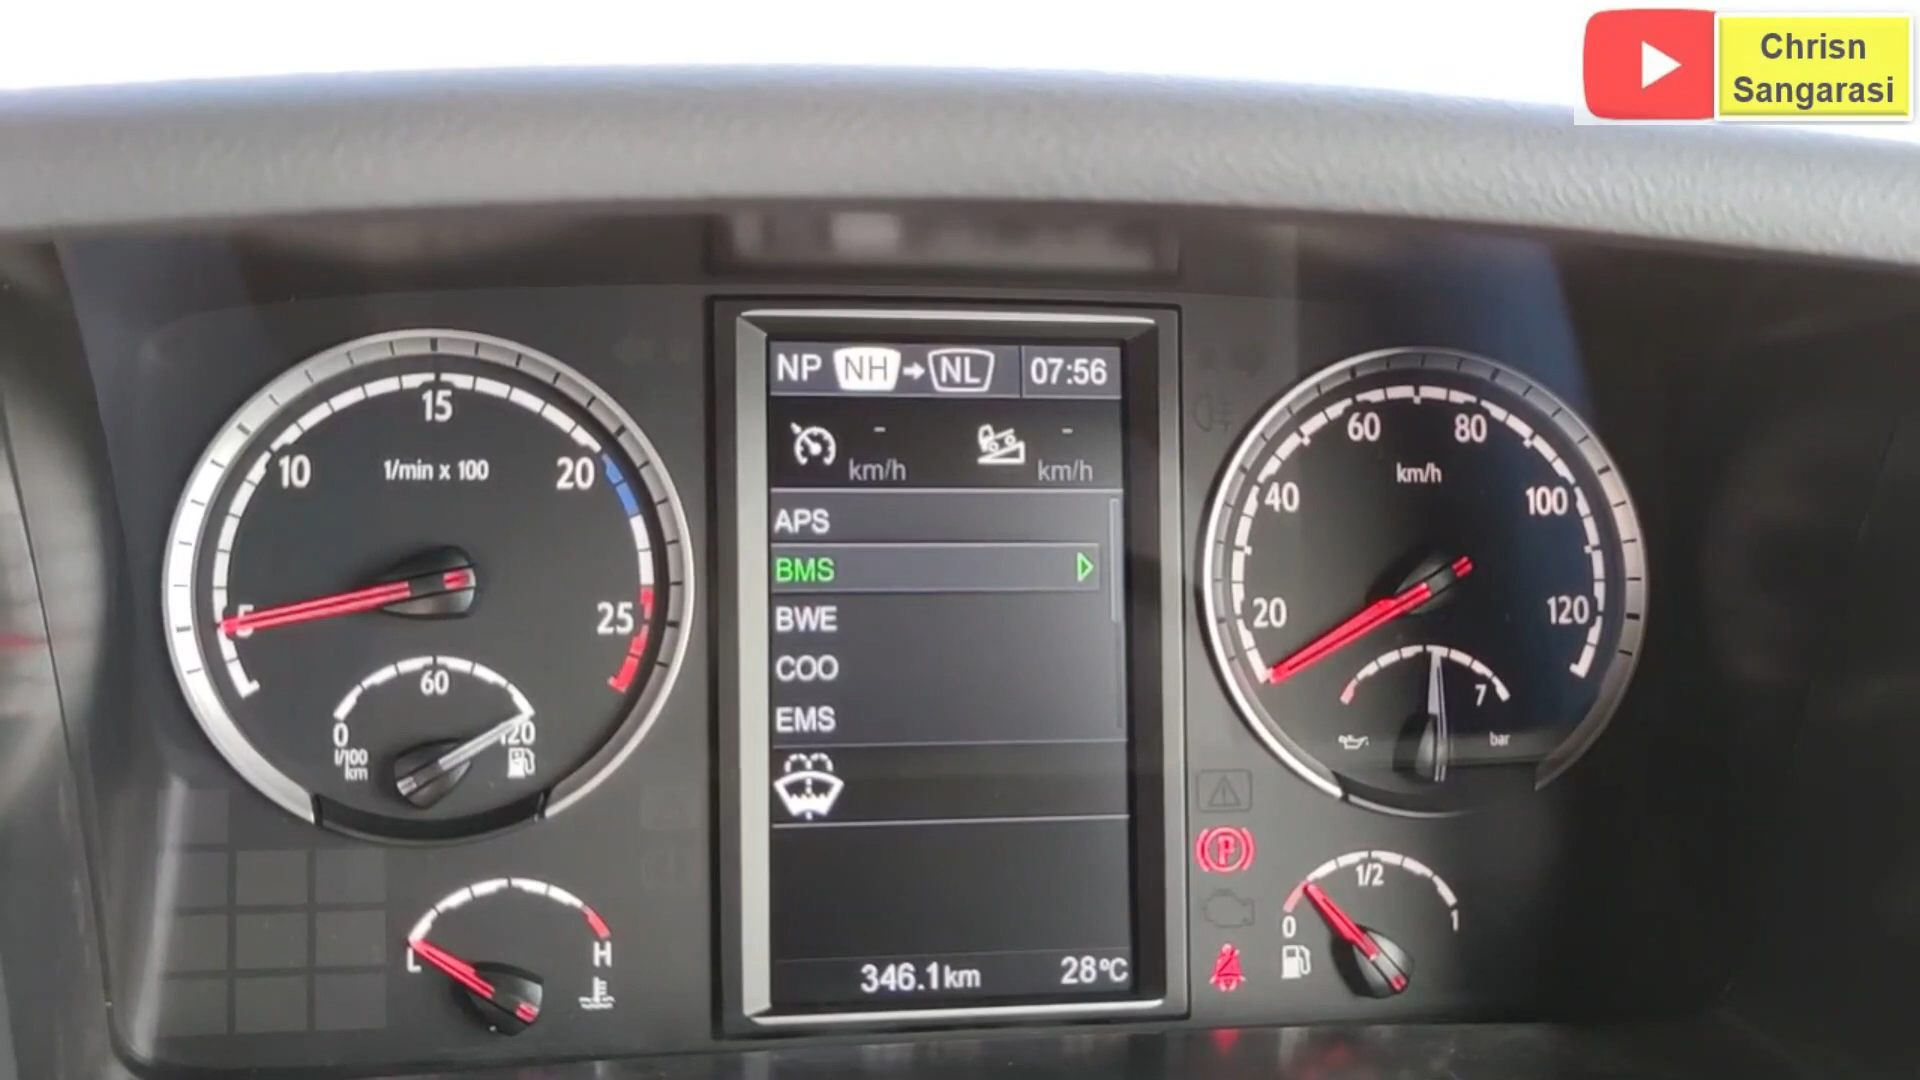 Chrisn
Sangarasi
NP NH NL 07:56
- -
km/h km/h
APS
BMS
BWE
COO
EMS
346.1km 28°C
5
10
15
20
25
1/min x 100
0
60
120
l/100
km
L
H
20
40
60
80
100
120
km/h
7
bar
P
0
1/2
1